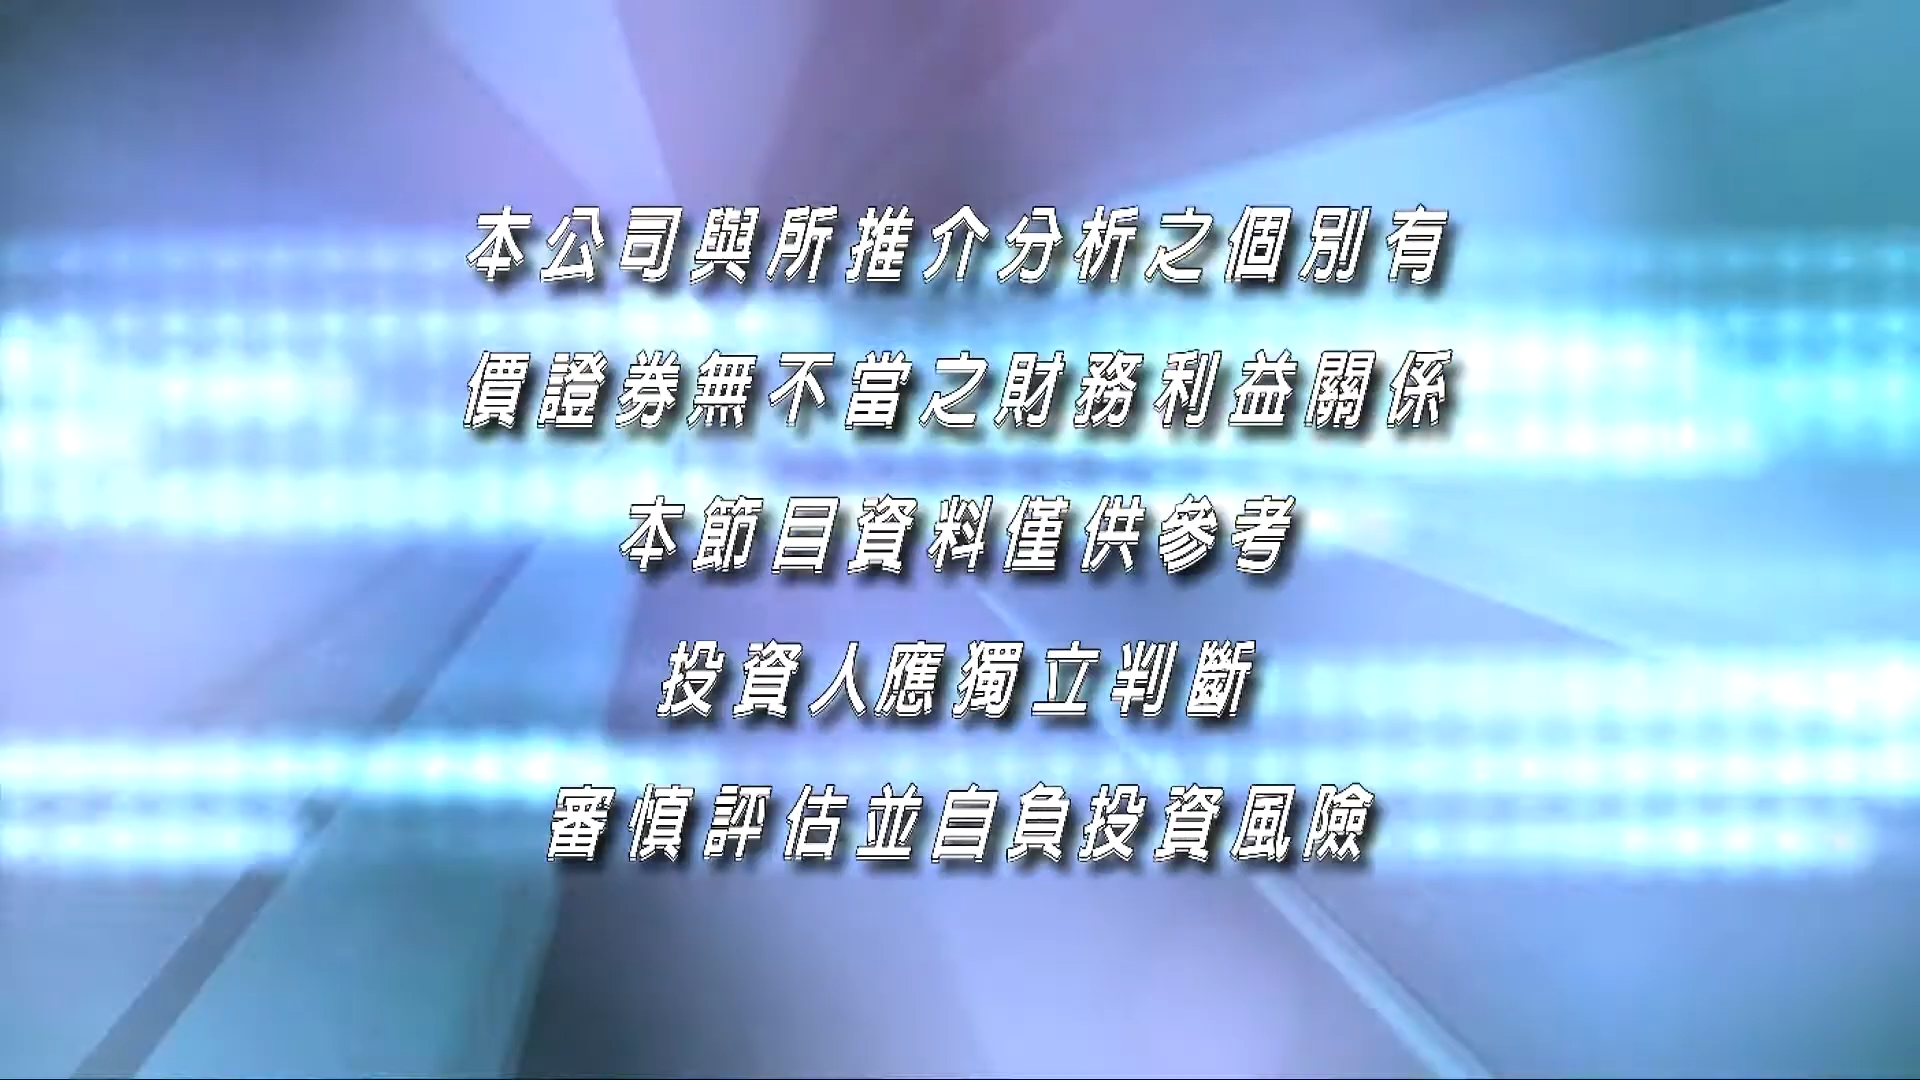 本公司與所推介分析之個別有
價證券無不當之財務利益關係
本節目資料僅供參考
投資人應獨立判斷
審慎評估並自負投資風險